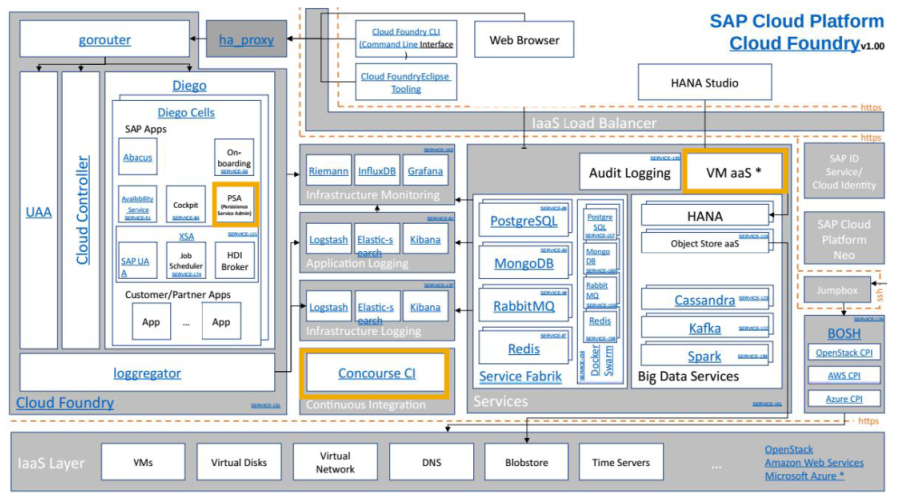 SAP Cloud Platform
Cloud Foundry v1.00
gorouter
ha_proxy
Cloud Foundry CLI
(Command Line Interface
)
Web Browser
Cloud FoundryEclipse
Tooling
HANA Studio
https
IaaS Load Balancer
https
UAA
Cloud Controller
Diego
Diego Cells
SAP Apps
Abacus
On-
boarding
Availability
Service
Cockpit
PSA
(Persistence
Service Admin)
XSA
SAP UA
A
Job
Scheduler
HDI
Broker
Customer/Partner Apps
App
...
App
loggregator
Cloud Foundry
Riemann
InfluxDB
Grafana
Infrastructure Monitoring
Logstash
Elastic-s
earch
Kibana
Application Logging
Logstash
Elastic-s
earch
Kibana
Infrastructure Logging
Concourse CI
Continuous Integration
Audit Logging
VM aaS *
PostgreSQL
MongoDB
RabbitMQ
Redis
Service Fabrik
Postgre
SQL
Mongo
DB
Rabbit
MQ
Redis
Docker
Swarm
HANA
Object Store aaS
Cassandra
Kafka
Spark
Big Data Services
Services
SAP ID
Service/
Cloud Identity
SAP Cloud
Platform
Neo
Jumpbox
ssh
BOSH
OpenStack CPI
AWS CPI
Azure CPI
https
IaaS Layer
VMs
Virtual Disks
Virtual
Network
DNS
Blobstore
Time Servers
...
OpenStack
Amazon Web Services
Microsoft Azure *